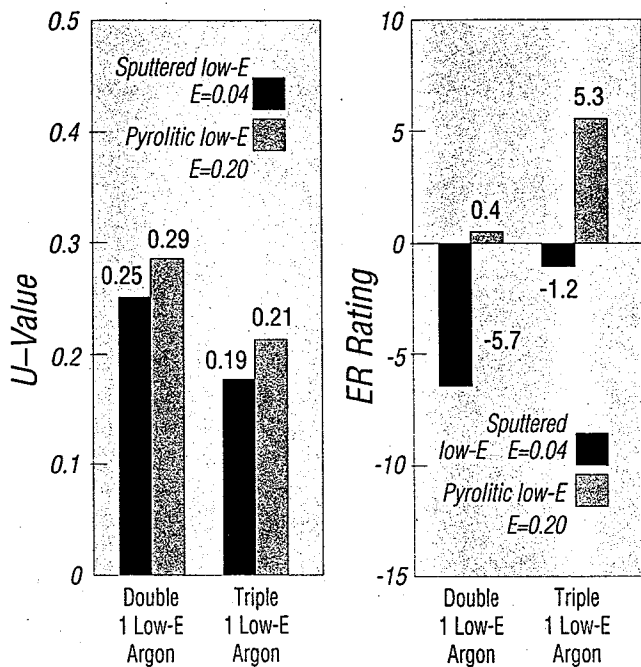 0.5
0.4
0.3
0.2
0.1
0
U–Value
Sputtered low-E
E=0.04
Pyrolitic low-E
E=0.20
0.25
0.29
0.19
0.21
Double
1 Low-E
Argon
Triple
1 Low-E
Argon
10
5
0
-5
-10
-15
ER Rating
0.4
5.3
-5.7
-1.2
Sputtered
low-E E=0.04
Pyrolitic low-E
E=0.20
Double
1 Low-E
Argon
Triple
1 Low-E
Argon